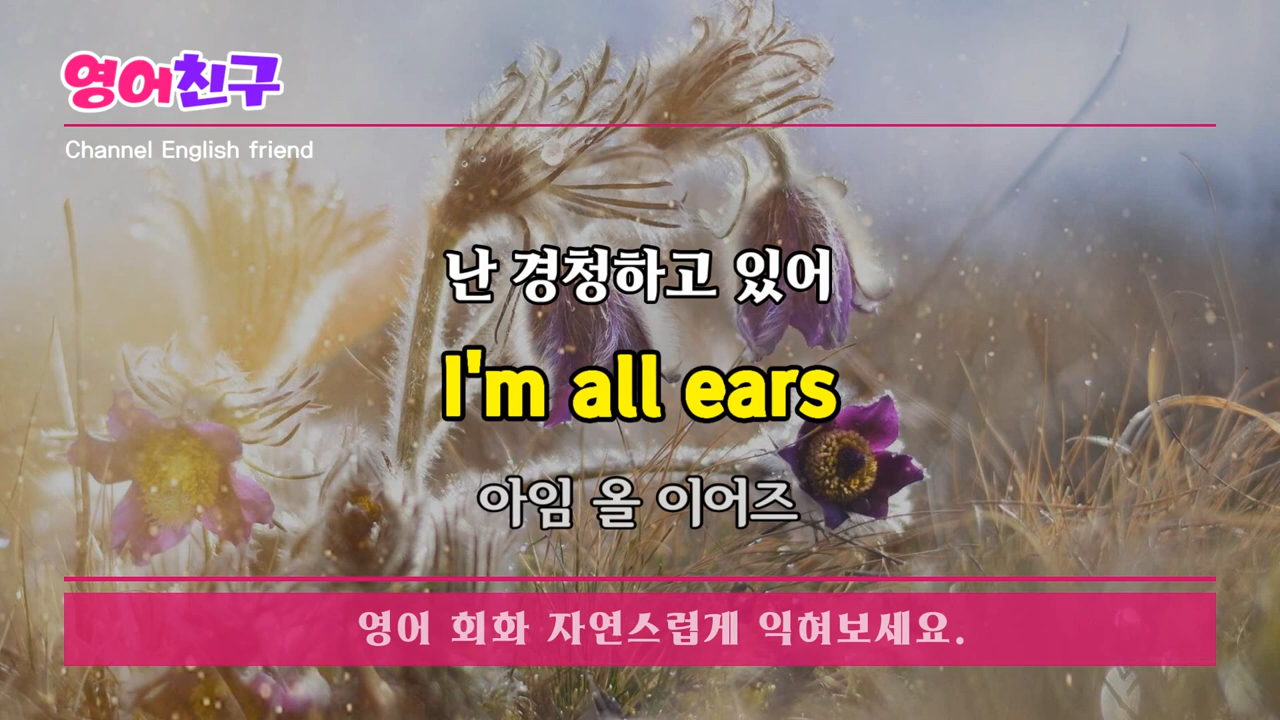 영어친구
Channel English friend
난 경청하고 있어
I'm all ears
아임 올 이어즈
영어 회화 자연스럽게 익혀보세요.